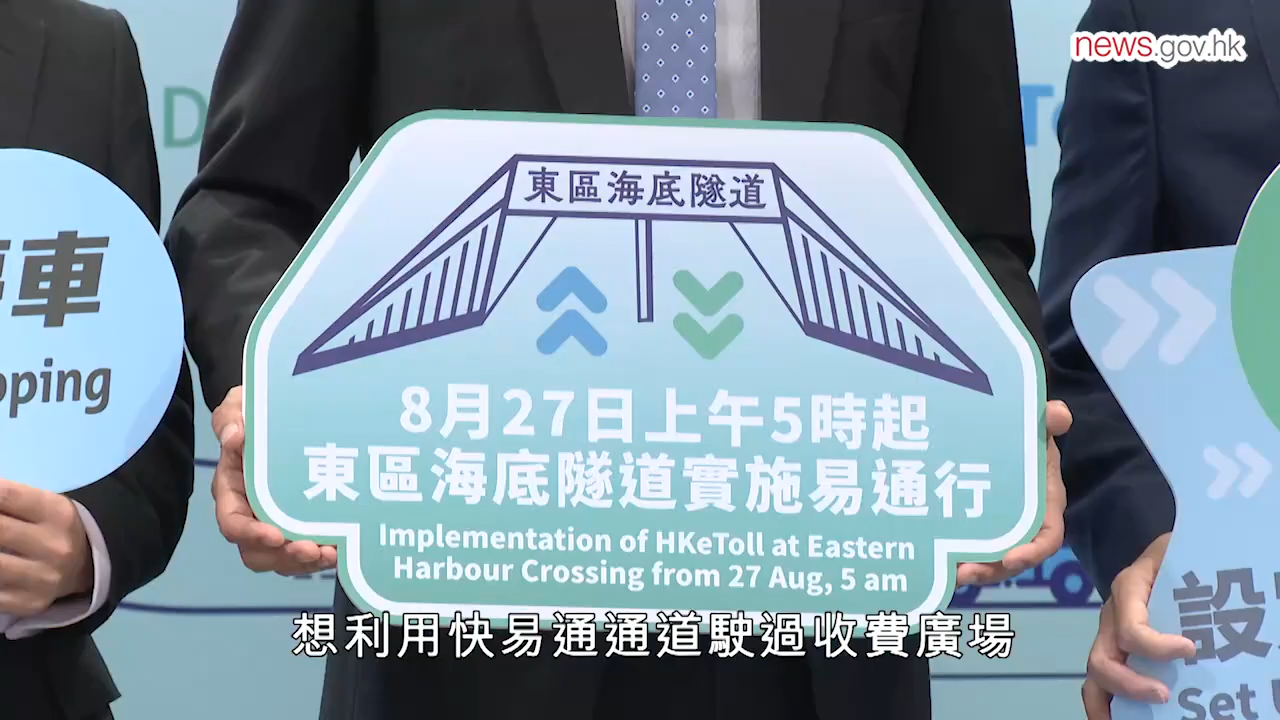 news.gov.hk
東區海底隧道
車
pping
8月27日上午5時起
東區海底隧道實施易通行
Implementation of HKeToll at Eastern
Harbour Crossing from 27 Aug, 5 am
設
Set
想利用快易通通道駛過收費廣場